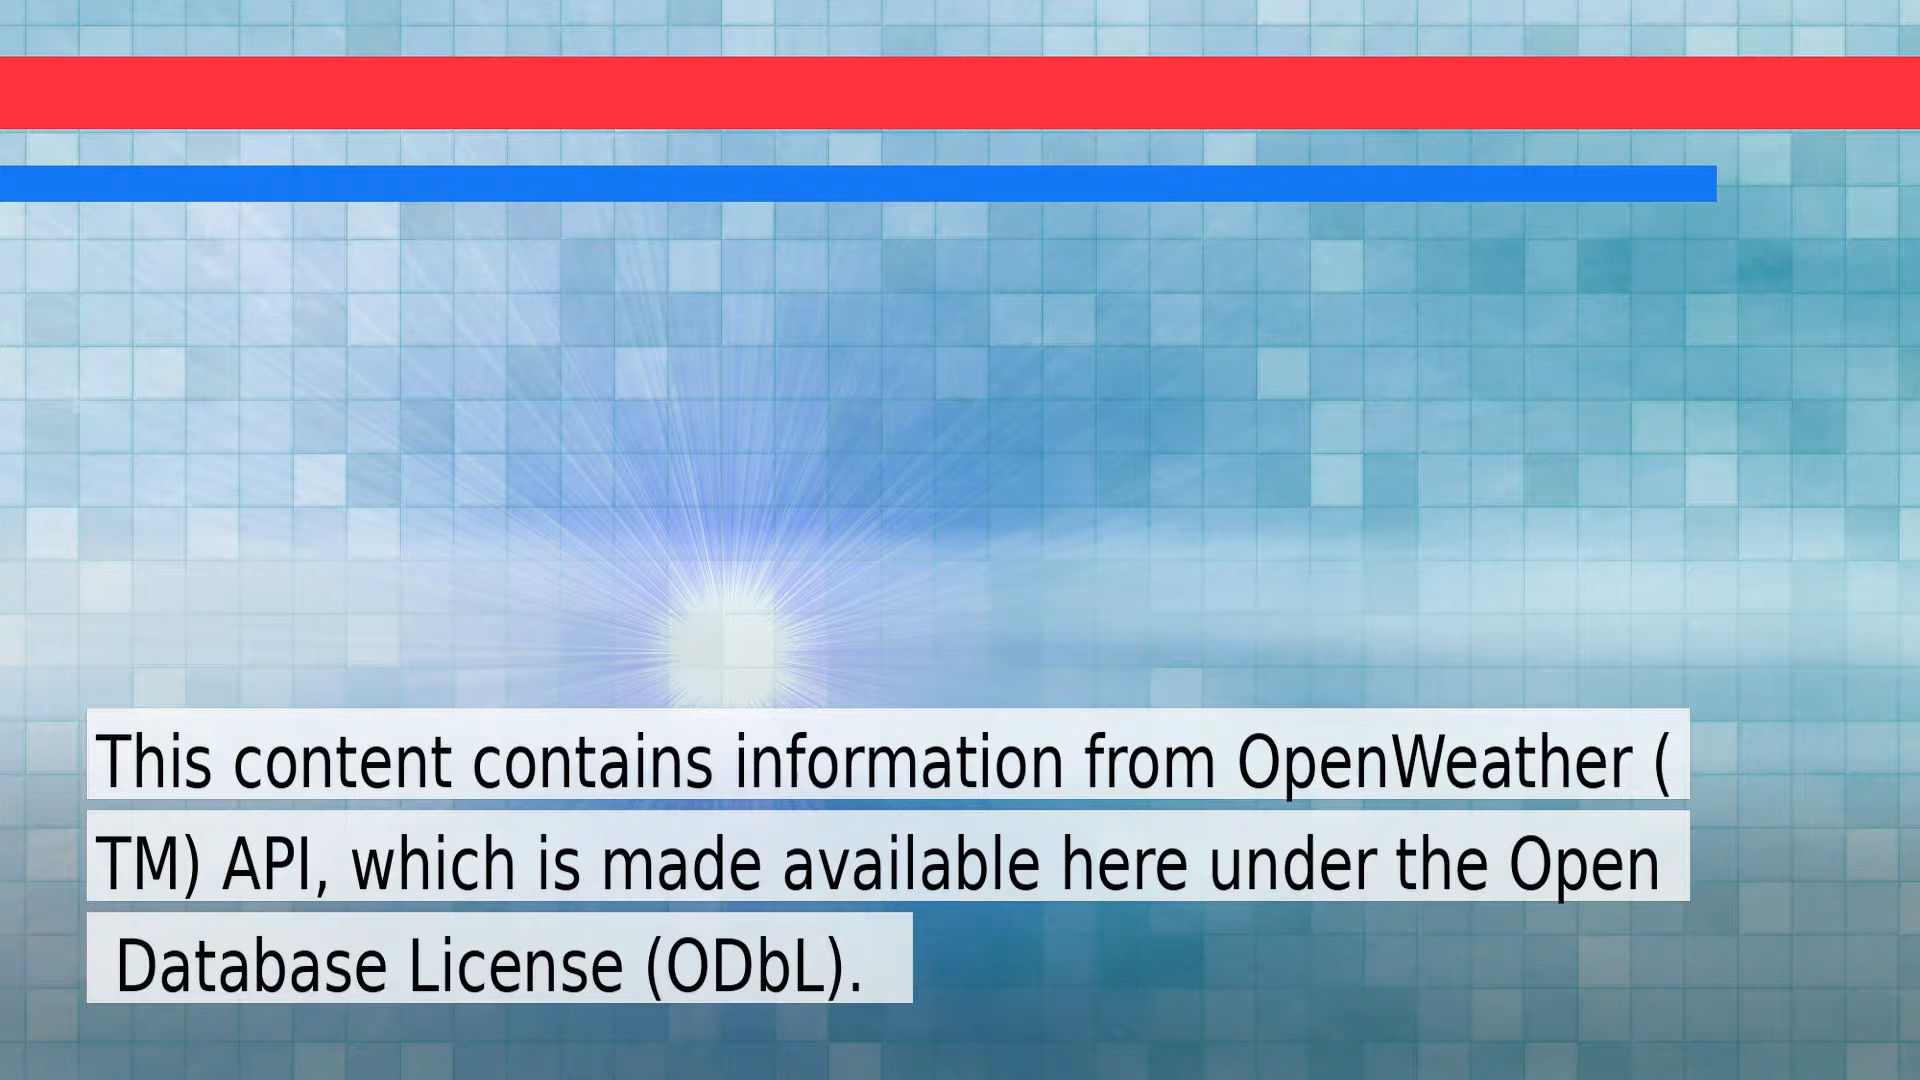 This content contains information from OpenWeather (
TM) API, which is made available here under the Open
Database License (ODbL).